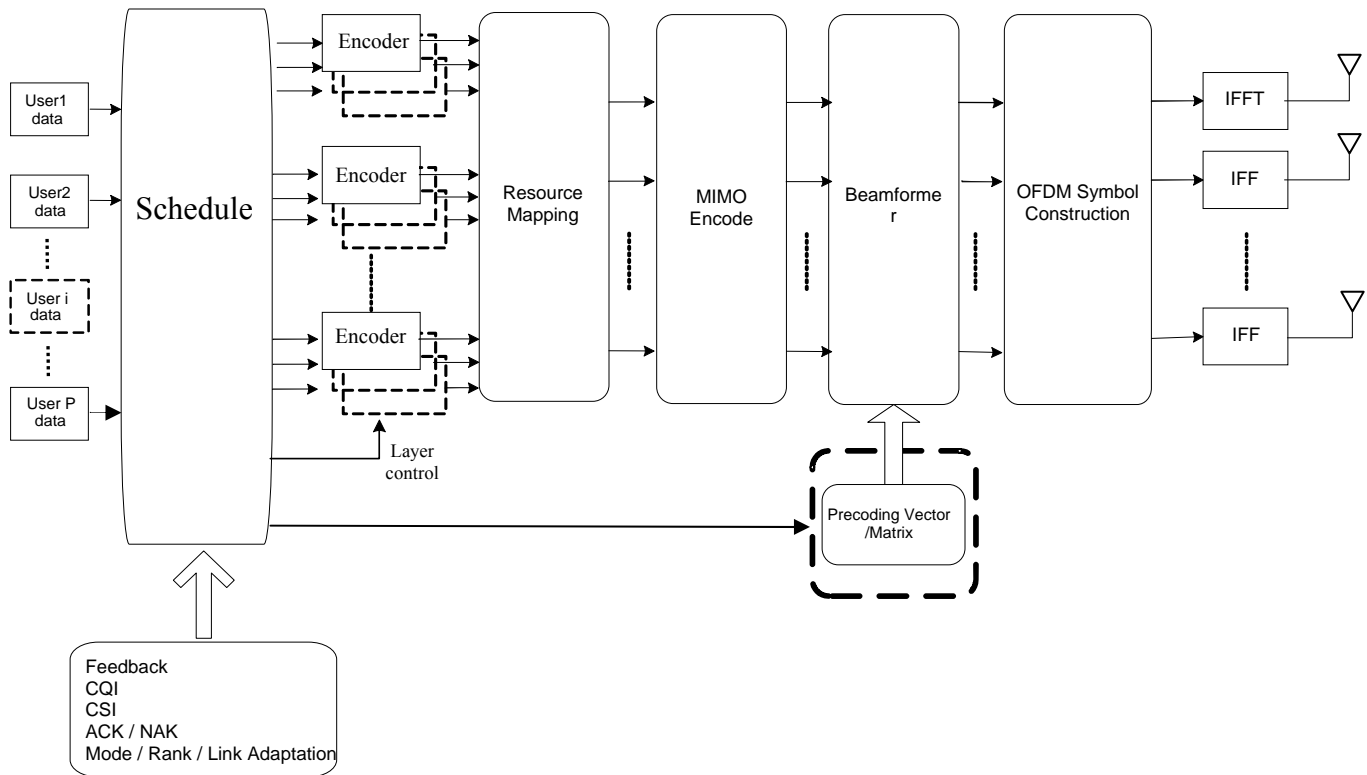 User1
data
User2
data
User i
data
User P
data
Schedule
Encoder
Encoder
Encoder
Layer
control
Resource
Mapping
MIMO
Encode
Beamforme
r
OFDM Symbol
Construction
IFFT
IFF
IFF
Precoding Vector
/Matrix
Feedback
CQI
CSI
ACK / NAK
Mode / Rank / Link Adaptation